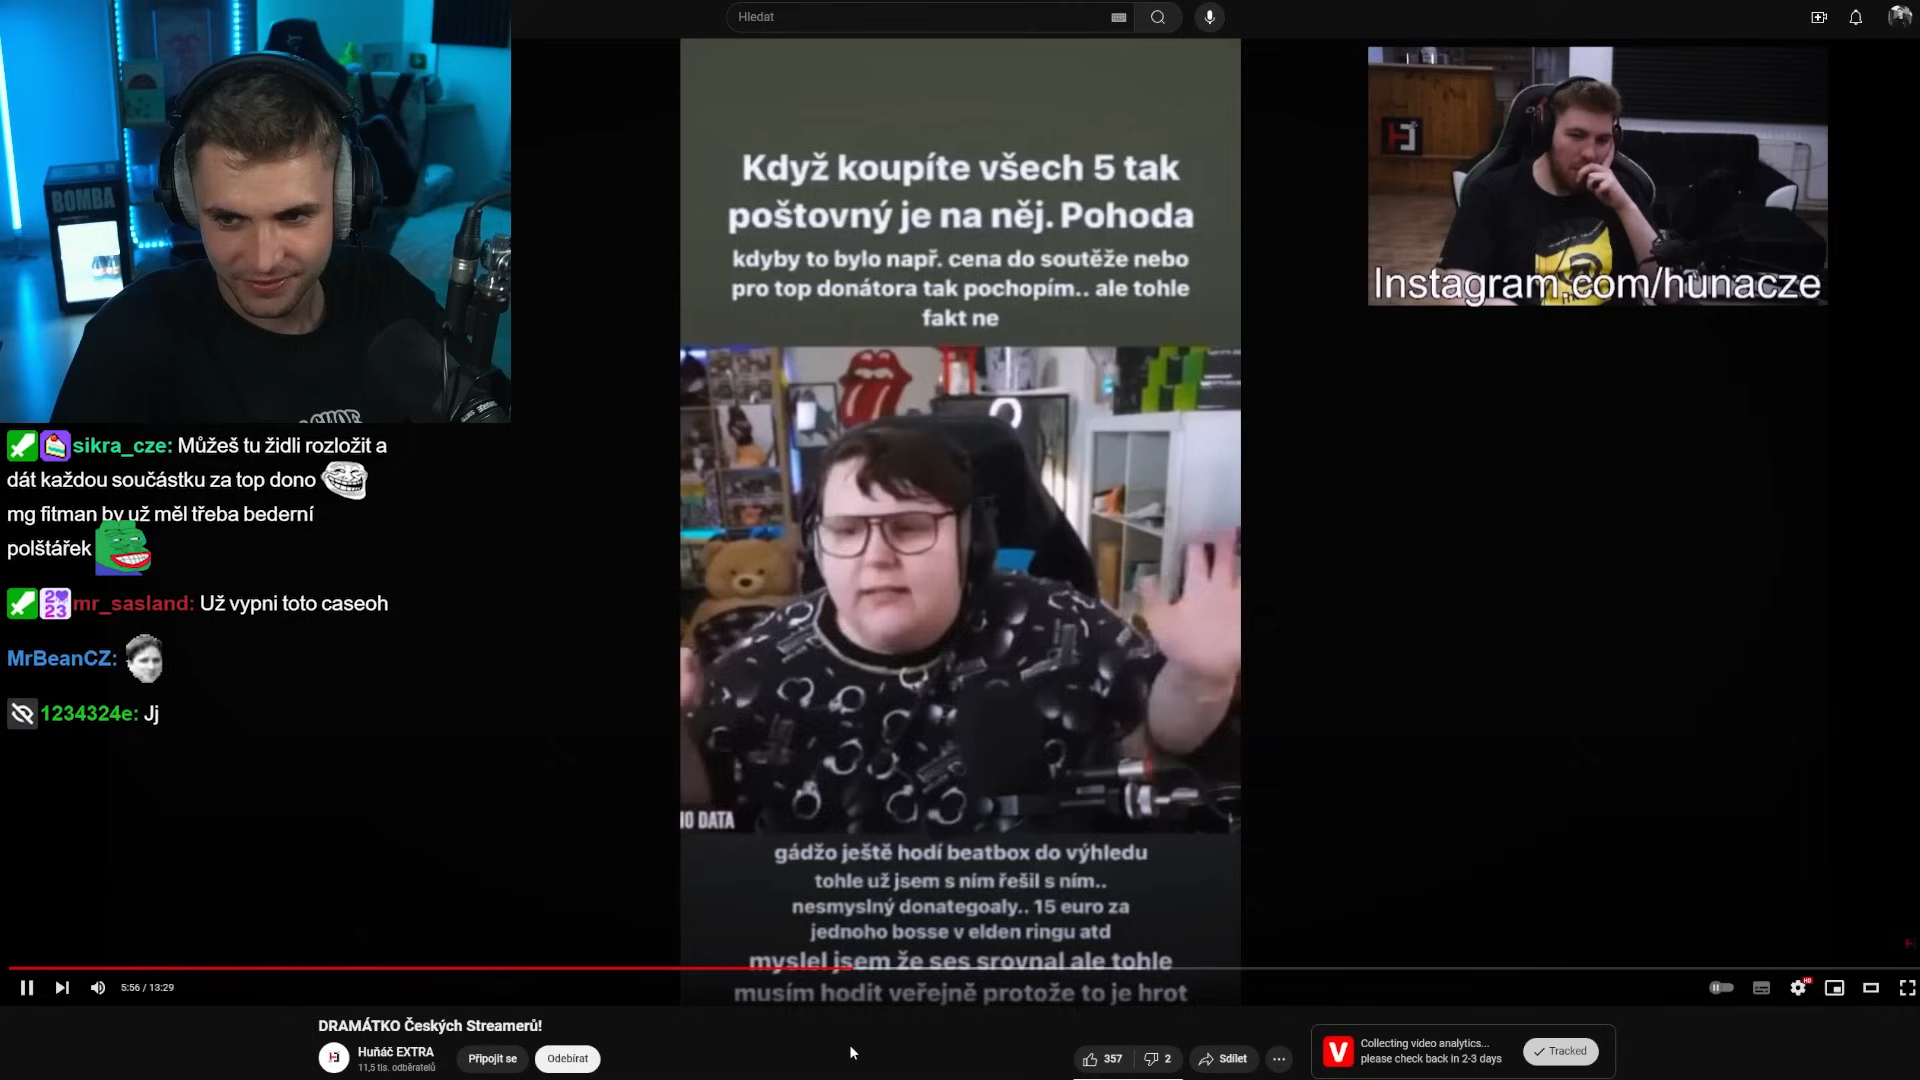 Hledat
BOMBA
Když koupíte všech 5 tak
poštovný je na něj. Pohoda
kdyby to bylo např. cena do soutěže nebo
pro top donátora tak pochopím.. ale tohle
fakt ne
Instagram.com/hunacze
sikra_cze: Můžeš tu židli rozložit a
dát každou součástku za top dono
mg fitman by už měl třeba bederní
polštářek
mr_sasland: Už vypni toto caseoh
MrBeanCZ:
1234324e: Jj
IO DATA
gádžo ještě hodí beatbox do výhledu
tohle už jsem s ním řešil s ním..
nesmyslný donategoaly.. 15 euro za
jednoho bosse v elden ringu atd
myslel jsem že ses srovnal ale tohle
musím hodit veřejně protože to je hrot
5:56 / 13:29
DRAMÁTKO Českých Streamerů!
Huňáč EXTRA
11,5 tis. odběratelů
Připojit se
Odebírat
357
2
Sdílet
Collecting video analytics...
please check back in 2-3 days
Tracked